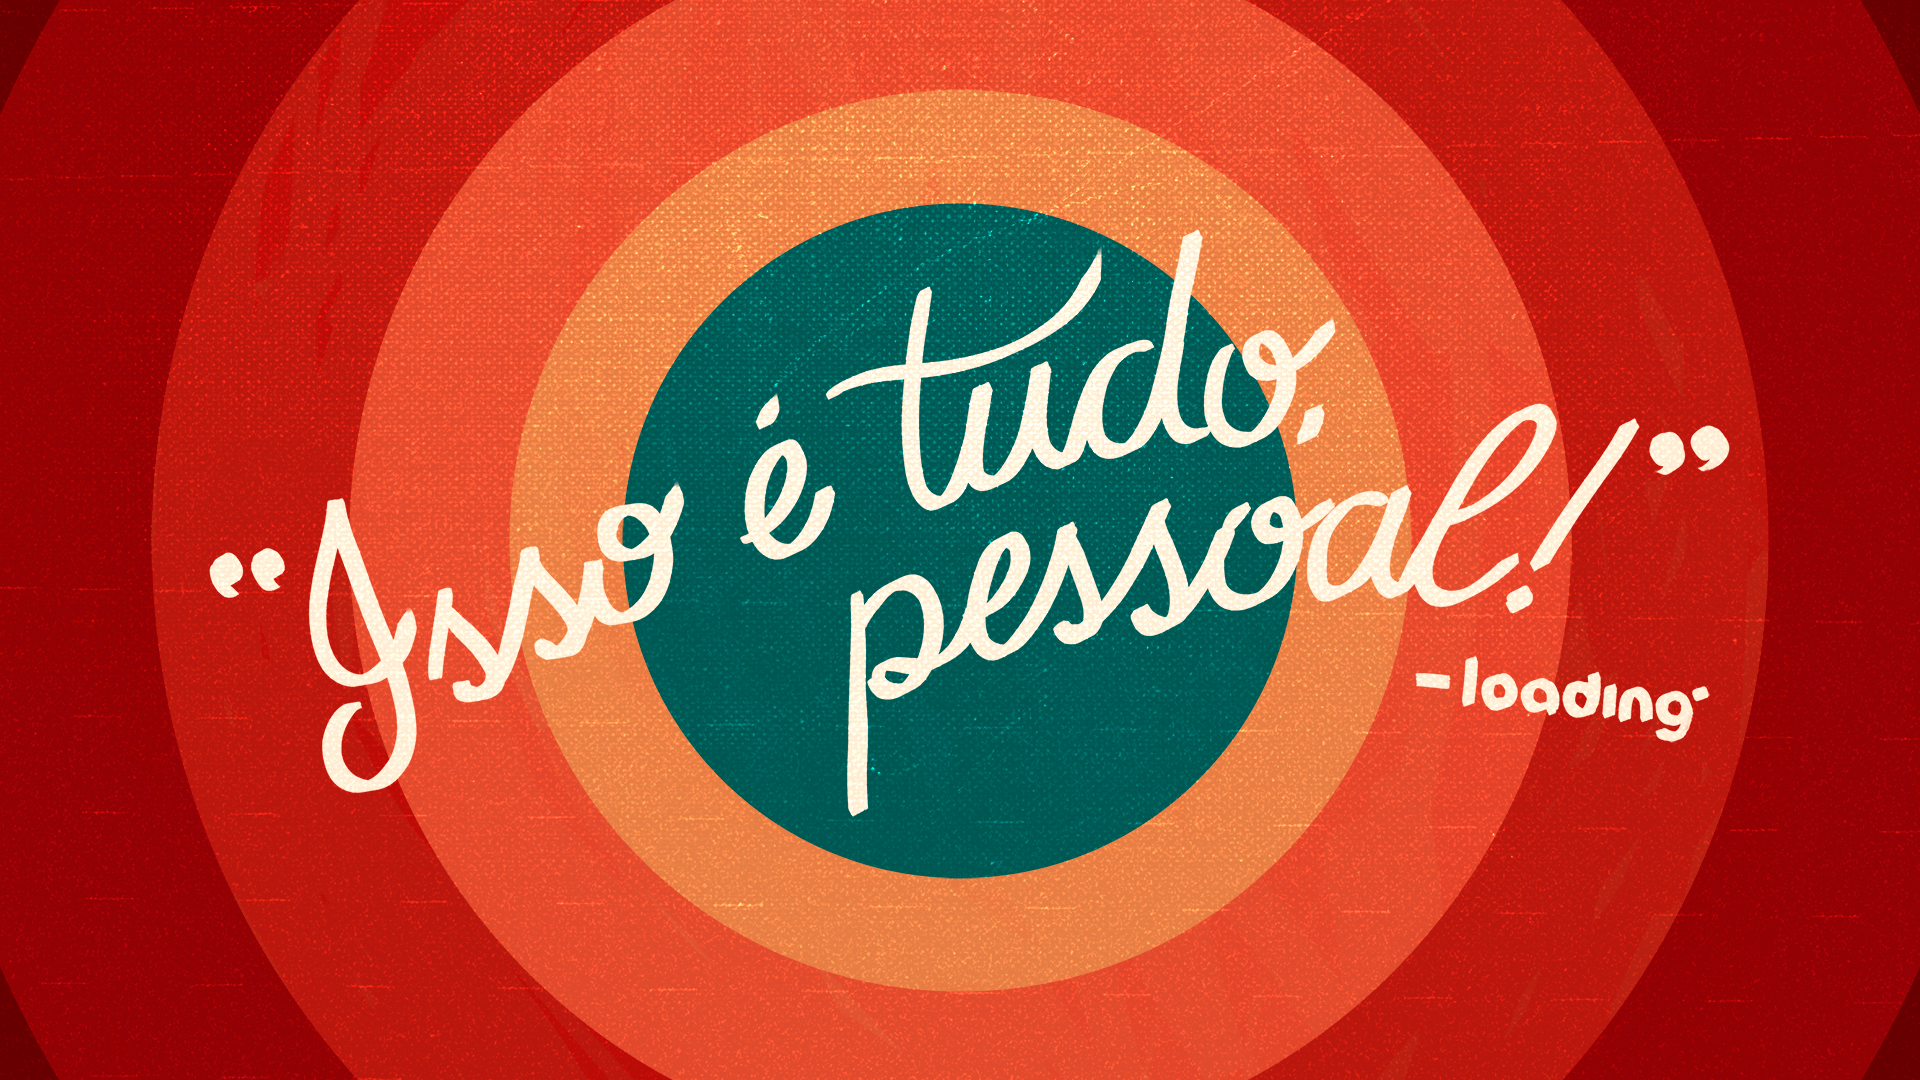 “Isso é tudo,
pessoal!”
-loading-